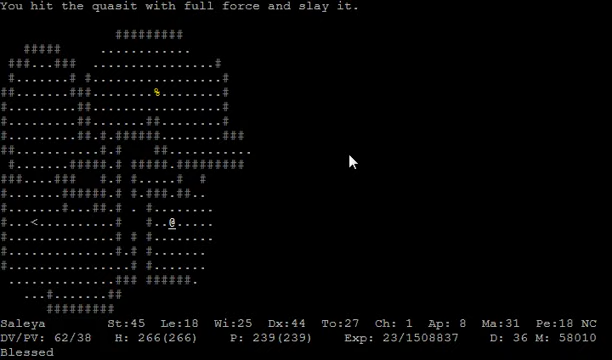 You hit the quasit with full force and slay it.
Saleya St:45 Le:18 Wi:25 Dx:44 To:27 Ch: 1 Ap: 8 Ma:31 Pe:18 NC
DV/PV: 62/38 H: 266(266) P: 239(239) Exp: 23/1508837 D: 36 M: 58010
Blessed